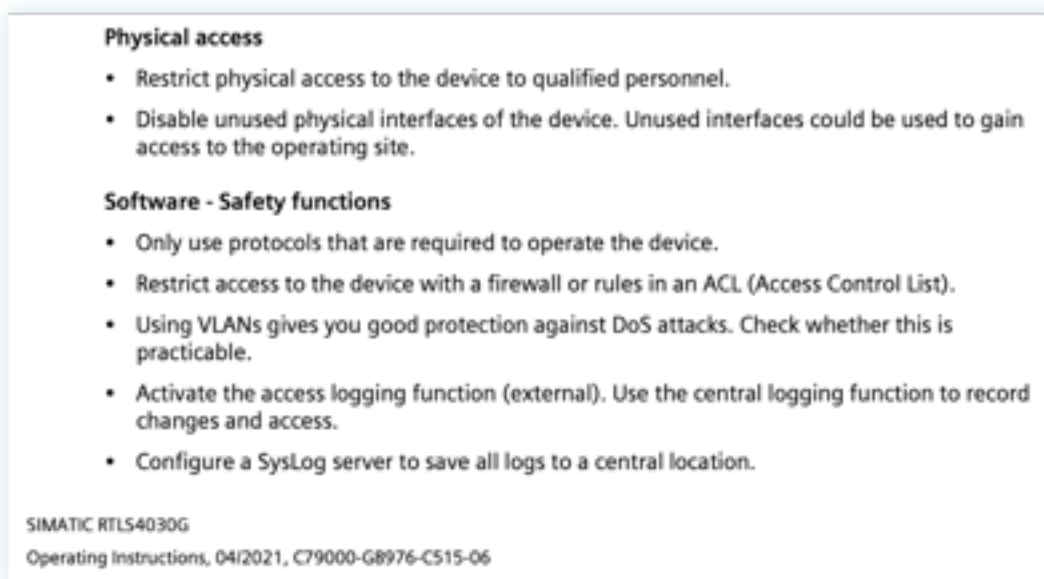 Physical access
• Restrict physical access to the device to qualified personnel.
• Disable unused physical interfaces of the device. Unused interfaces could be used to gain
access to the operating site.
Software - Safety functions
• Only use protocols that are required to operate the device.
• Restrict access to the device with a firewall or rules in an ACL (Access Control List).
• Using VLANs gives you good protection against DoS attacks. Check whether this is
practicable.
• Activate the access logging function (external). Use the central logging function to record
changes and access.
• Configure a SysLog server to save all logs to a central location.
SIMATIC RTLS4030G
Operating Instructions, 04/2021, C79000-G8976-C515-06